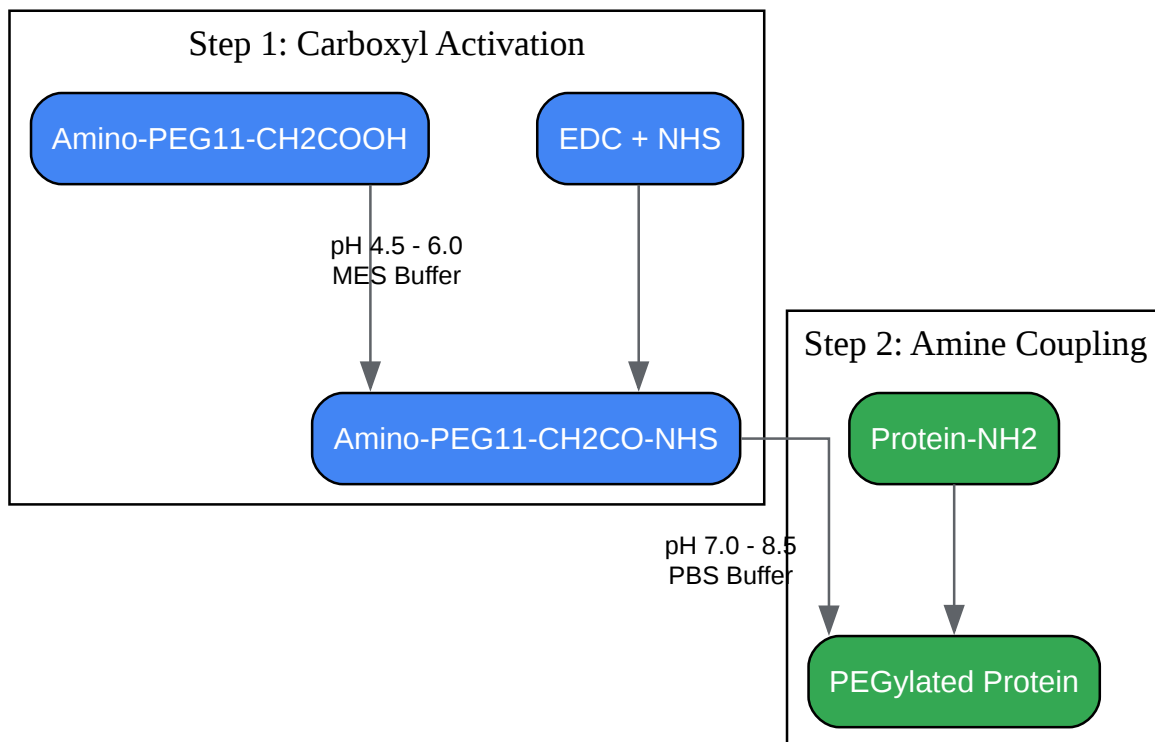 Step 1: Carboxyl Activation
Amino-PEG11-CH2COOH
EDC + NHS
pH 4.5 - 6.0
MES Buffer
Amino-PEG11-CH2CO-NHS
Step 2: Amine Coupling
Protein-NH2
pH 7.0 - 8.5
PBS Buffer
PEGylated Protein